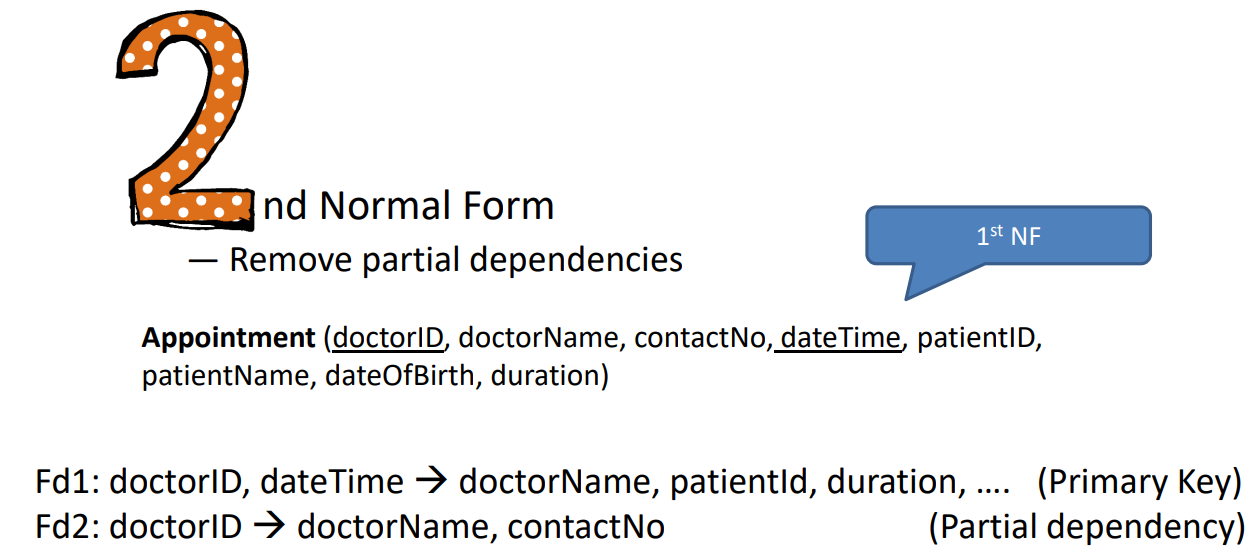 2nd Normal Form
— Remove partial dependencies
1st NF
Appointment (doctorID, doctorName, contactNo, dateTime, patientID,
patientName, dateOfBirth, duration)
Fd1: doctorID, dateTime → doctorName, patientId, duration, .... (Primary Key)
Fd2: doctorID → doctorName, contactNo (Partial dependency)